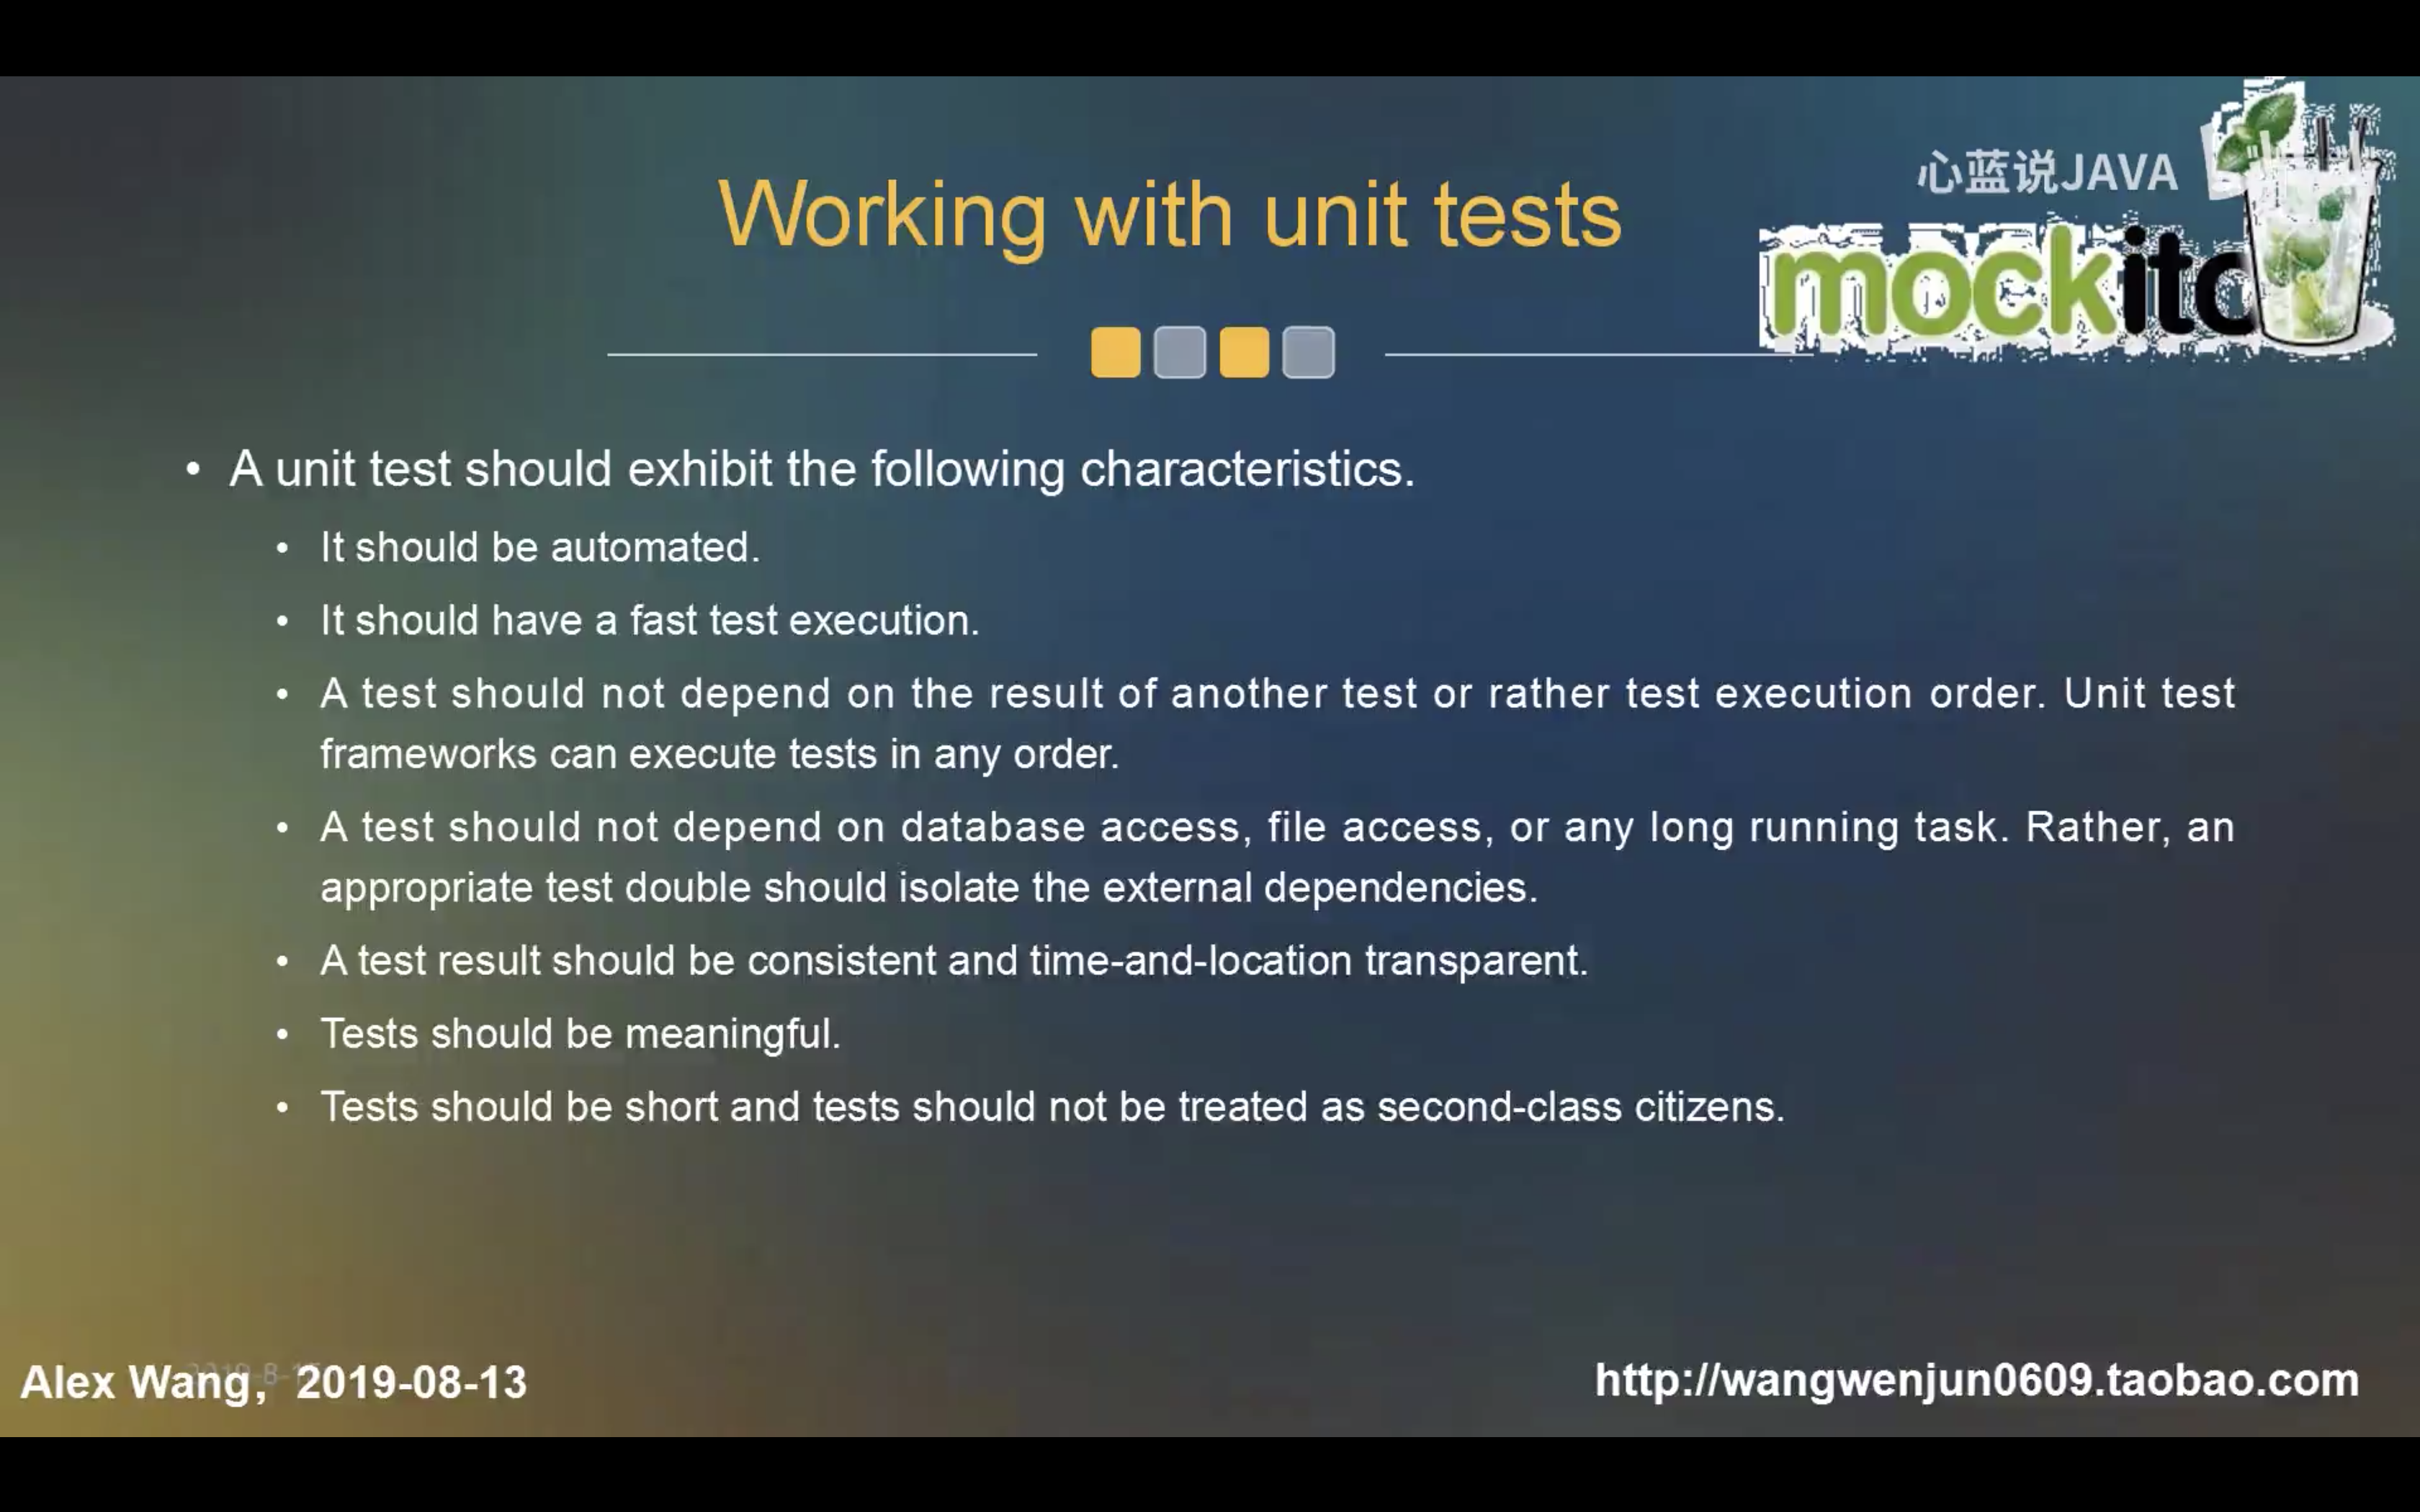 心蓝说JAVA
mockito
Working with unit tests
• A unit test should exhibit the following characteristics.
• It should be automated.
• It should have a fast test execution.
• A test should not depend on the result of another test or rather test execution order. Unit test
frameworks can execute tests in any order.
• A test should not depend on database access, file access, or any long running task. Rather, an
appropriate test double should isolate the external dependencies.
• A test result should be consistent and time-and-location transparent.
• Tests should be meaningful.
• Tests should be short and tests should not be treated as second-class citizens.
Alex Wang, 2019-08-13
http://wangwenjun0609.taobao.com